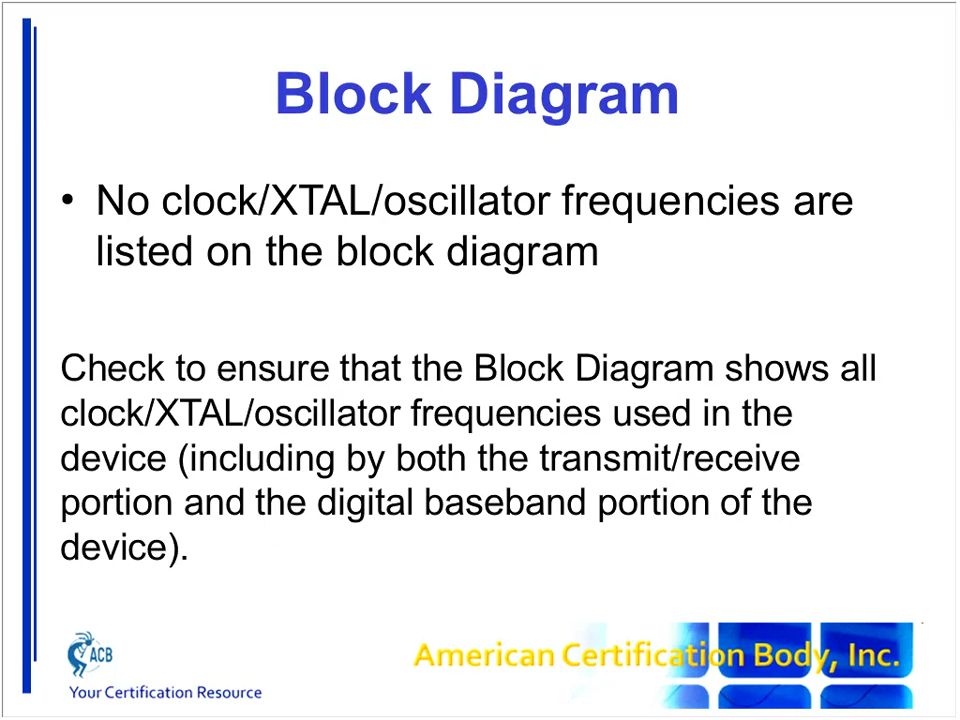 Block Diagram
• No clock/XTAL/oscillator frequencies are
listed on the block diagram
Check to ensure that the Block Diagram shows all
clock/XTAL/oscillator frequencies used in the
device (including by both the transmit/receive
portion and the digital baseband portion of the
device).
ACB
American Certification Body, Inc.
Your Certification Resource